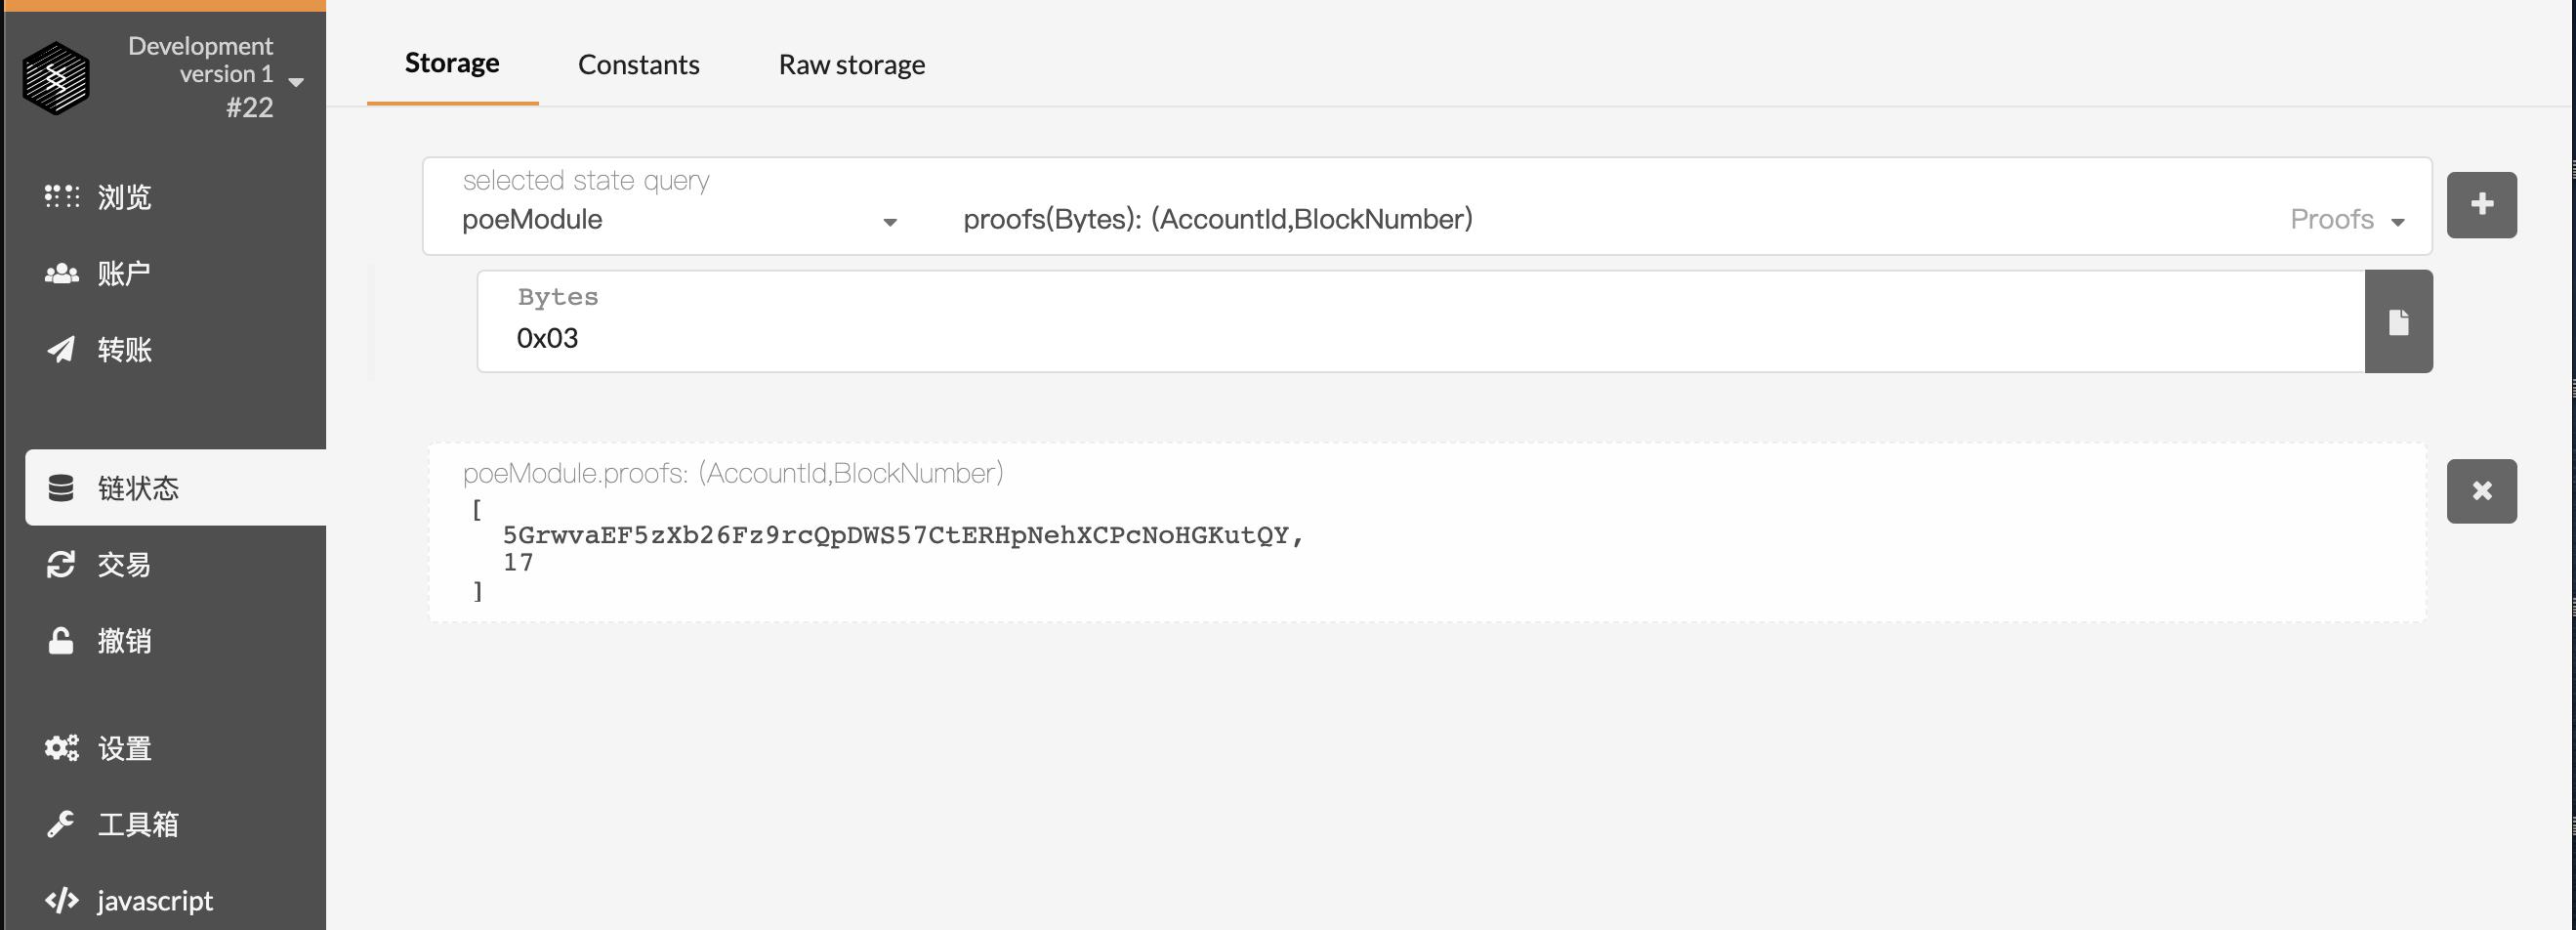 Development
version 1
#22
浏览
账户
转账
链状态
交易
撤销
设置
工具箱
javascript
Storage
Constants
Raw storage
selected state query
poeModule
proofs(Bytes): (AccountId,BlockNumber)
Proofs
Bytes
0x03
poeModule.proofs: (AccountId,BlockNumber)
[
5GrwvaEF5zXb26Fz9rcQpDWS57CtERHpNehXCPcNoHGKutQY,
17
]